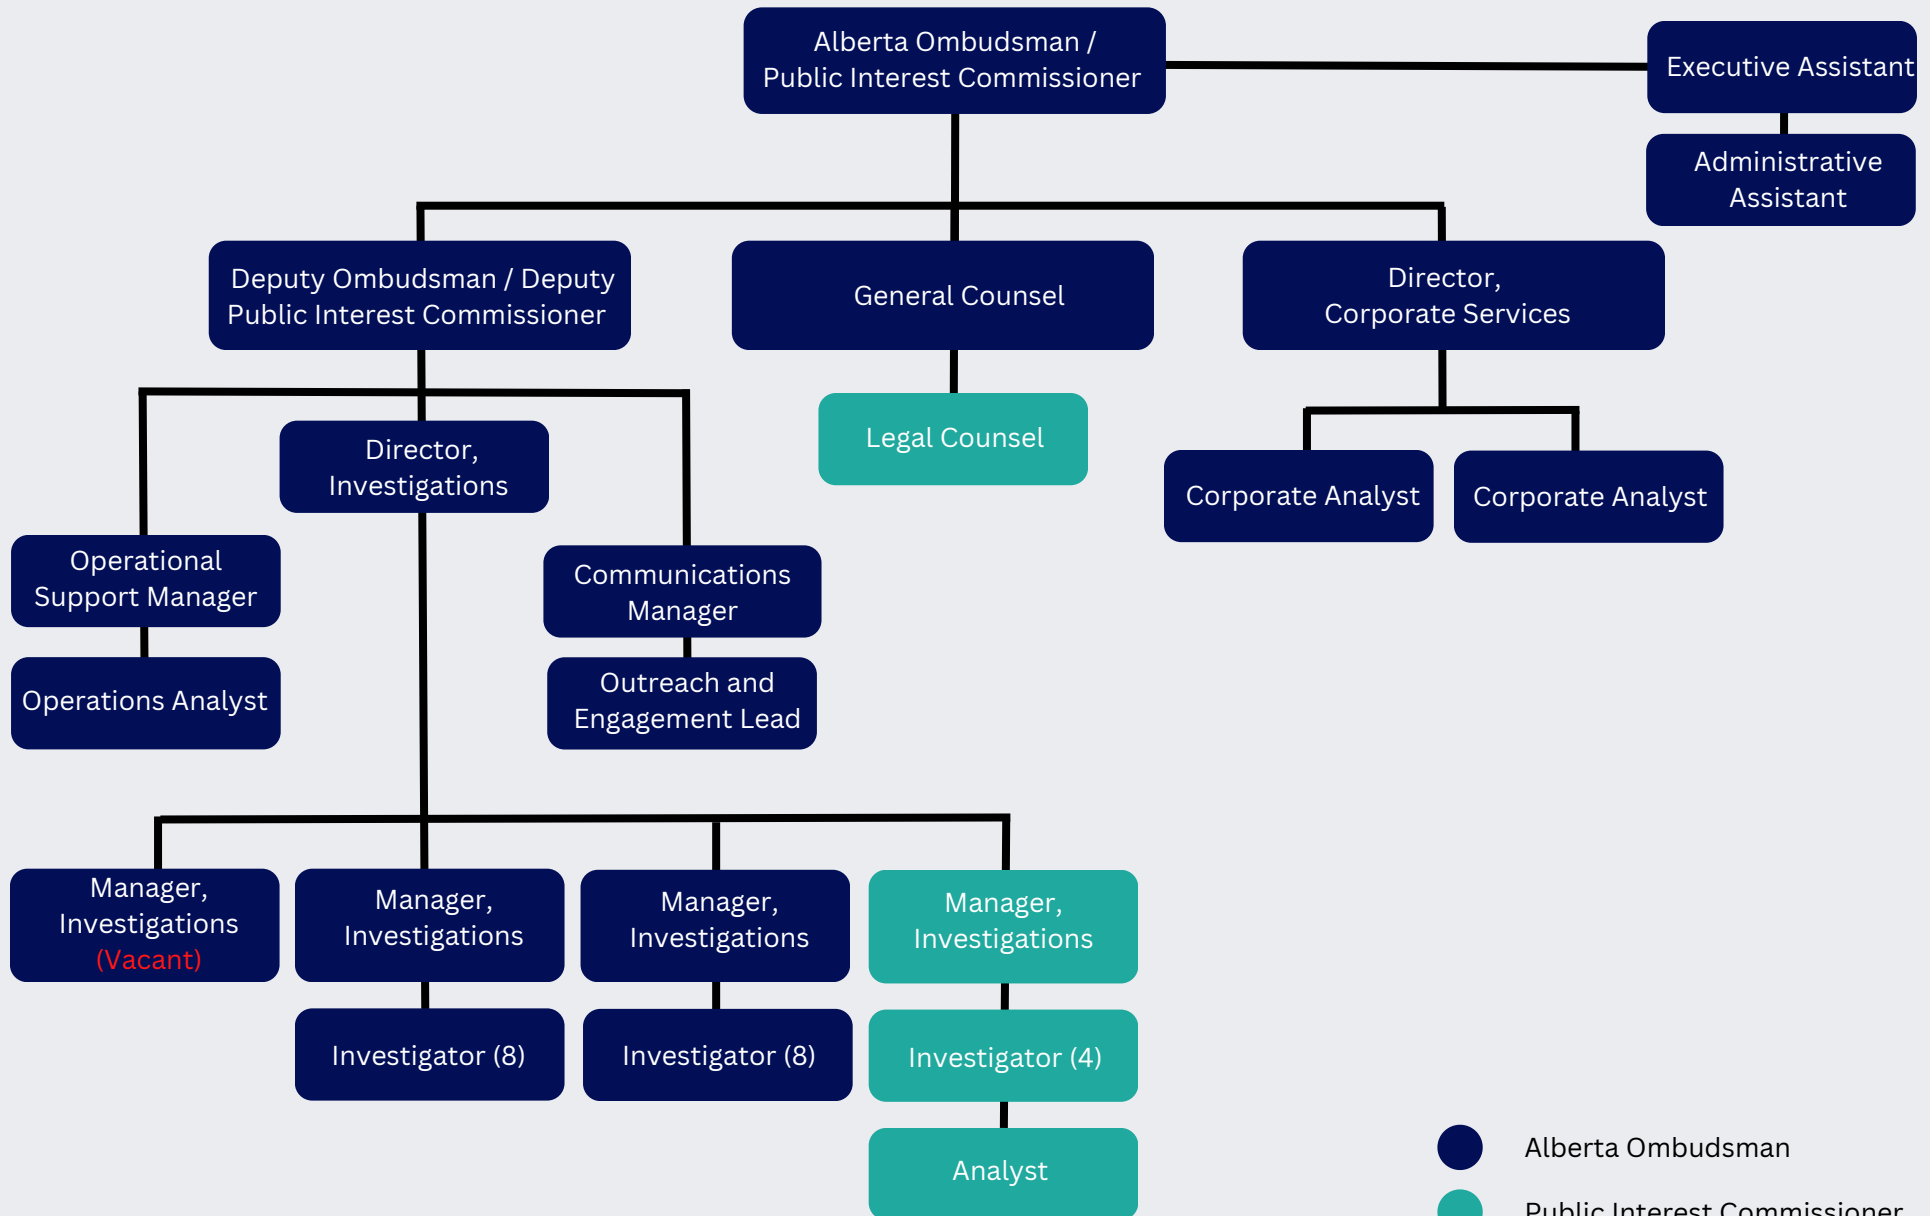 Alberta Ombudsman /
Public Interest Commissioner
Executive Assistant
Administrative
Assistant
Deputy Ombudsman / Deputy
Public Interest Commissioner
General Counsel
Director,
Corporate Services
Legal Counsel
Director,
Investigations
Corporate Analyst
Corporate Analyst
Operational
Support Manager
Communications
Manager
Operations Analyst
Outreach and
Engagement Lead
Manager,
Investigations
(Vacant)
Manager,
Investigations
Manager,
Investigations
Manager,
Investigations
Investigator (8)
Investigator (8)
Investigator (4)
Analyst
Alberta Ombudsman
Public Interest Commissioner